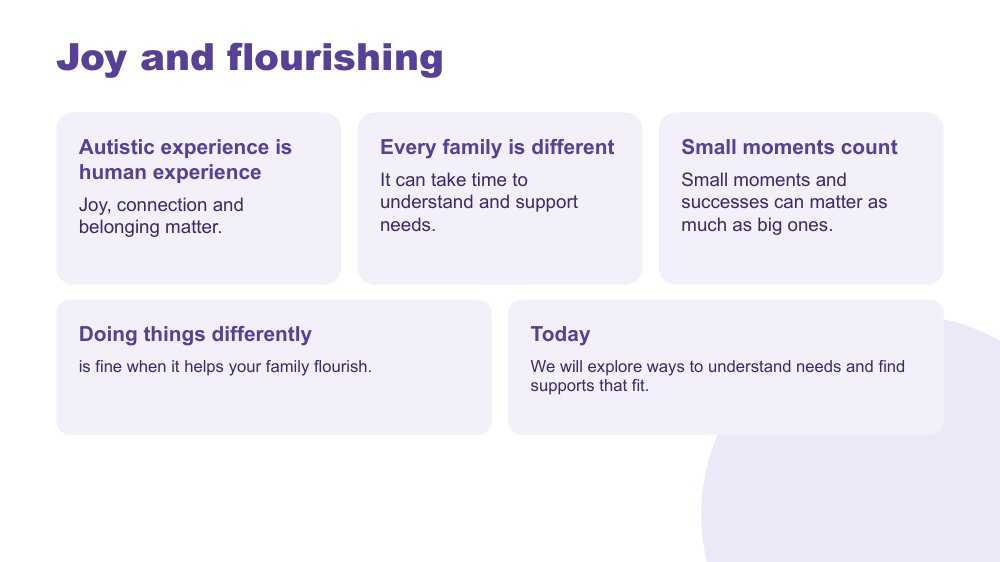 Joy and flourishing
Autistic experience is
human experience
Joy, connection and
belonging matter.
Every family is different
It can take time to
understand and support
needs.
Small moments count
Small moments and
successes can matter as
much as big ones.
Doing things differently
is fine when it helps your family flourish.
Today
We will explore ways to understand needs and find
supports that fit.